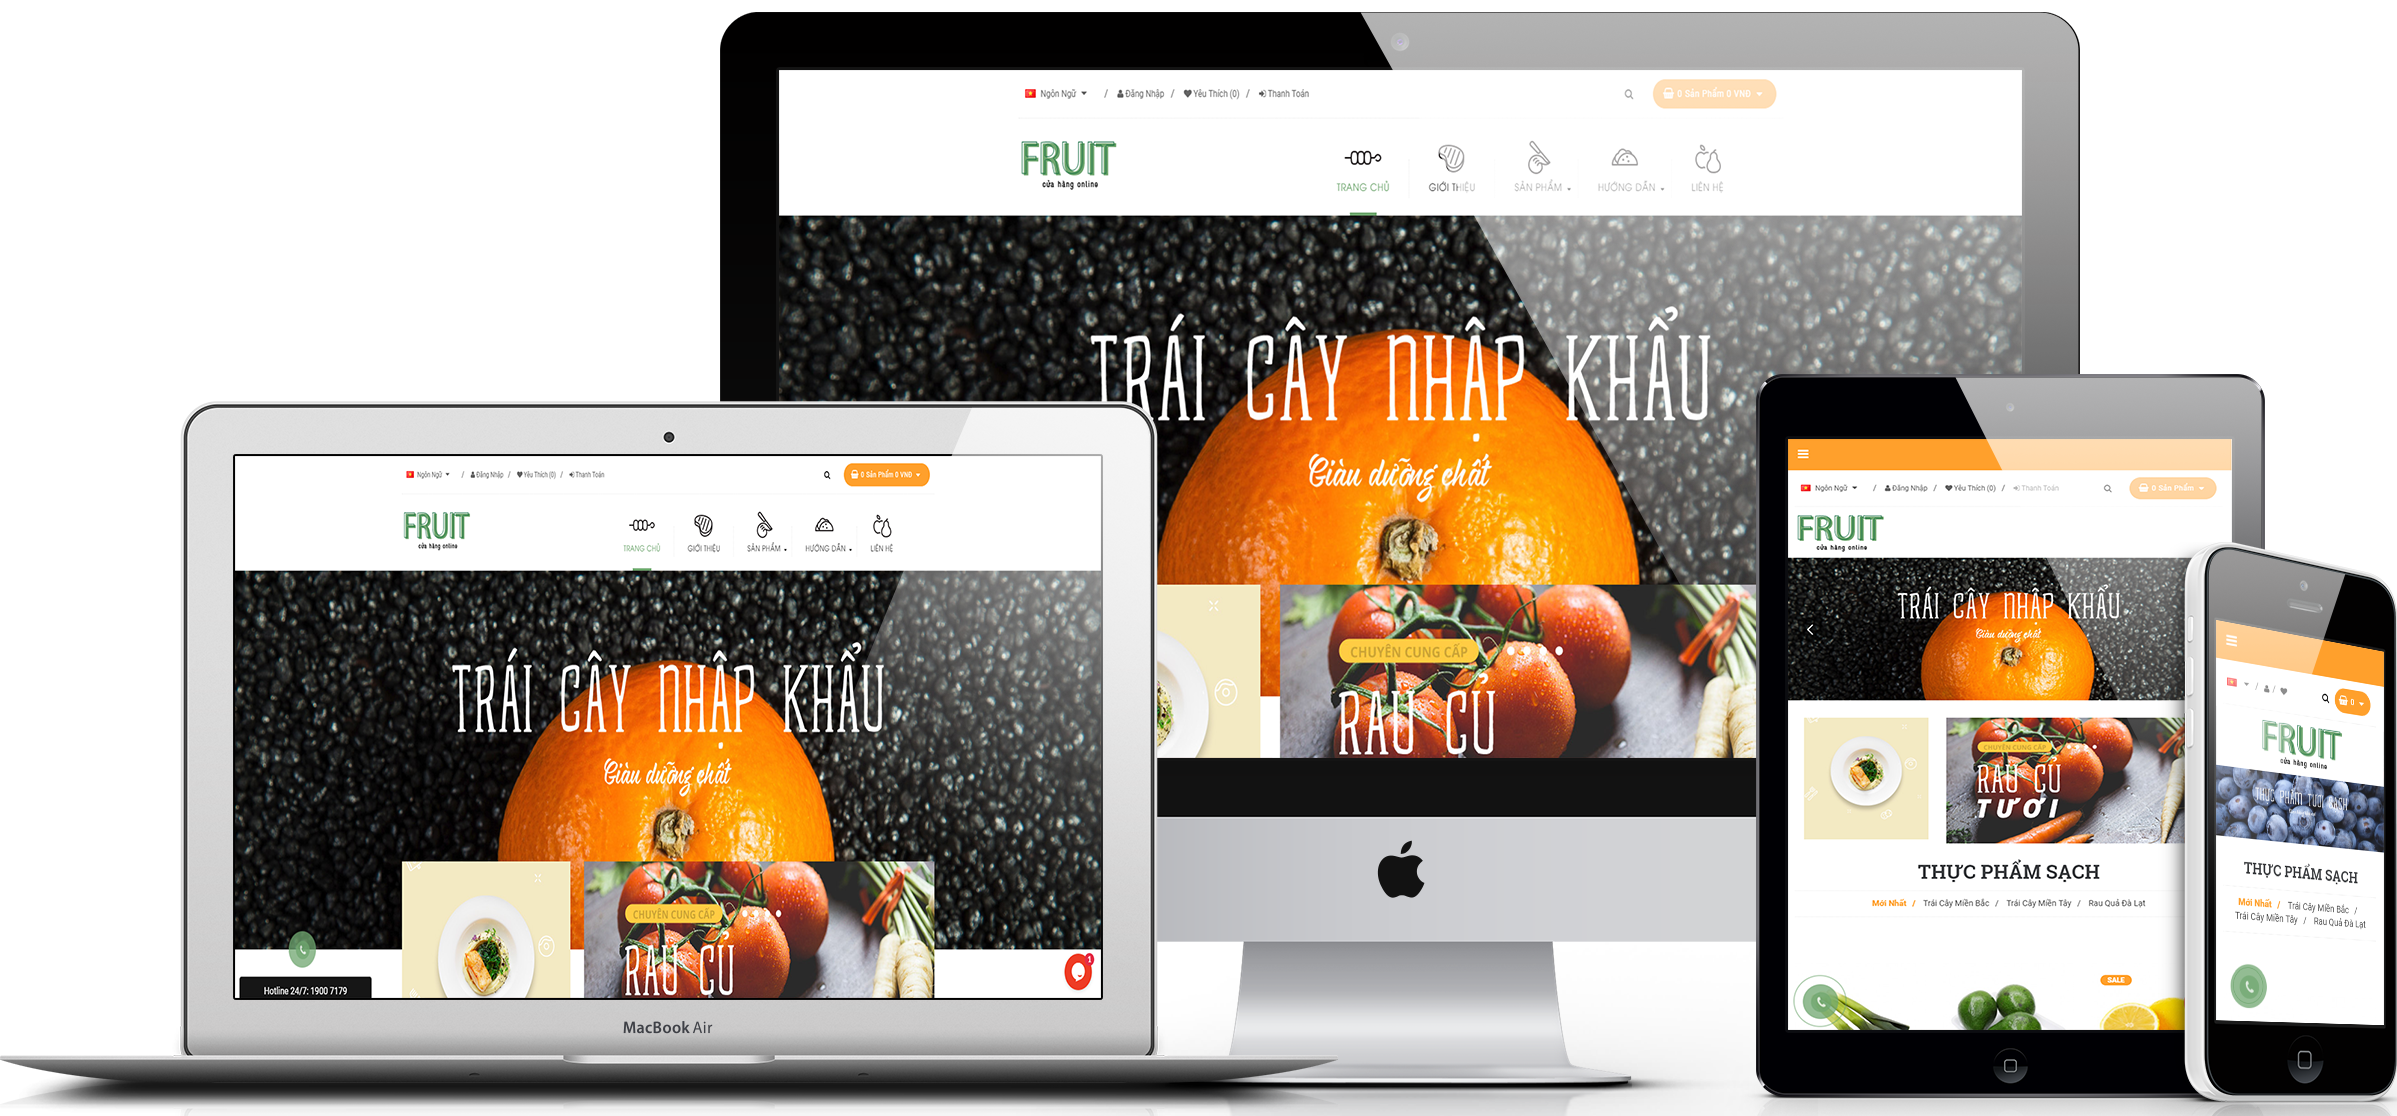 Ngôn Ngữ / Đăng Nhập / Yêu Thích (0) / Thanh Toán 0 Sản Phẩm 0 VNĐ
FRUIT
cửa hàng online
TRANG CHỦ GIỚI THIỆU SẢN PHẨM HƯỚNG DẪN LIÊN HỆ
TRÁI CÂY NHẬP KHẨU
Giàu dưỡng chất
CHUYÊN CUNG CẤP
RAU CỦ
Ngôn Ngữ / Đăng Nhập / Yêu Thích (0) / Thanh Toán 0 Sản Phẩm 0 VNĐ
FRUIT
cửa hàng online
TRANG CHỦ GIỚI THIỆU SẢN PHẨM HƯỚNG DẪN LIÊN HỆ
TRÁI CÂY NHẬP KHẨU
Giàu dưỡng chất
CHUYÊN CUNG CẤP
RAU CỦ
Hotline 24/7: 1900 7179
1
MacBook Air
Ngôn Ngữ / Đăng Nhập / Yêu Thích (0) / Thanh Toán 0 Sản Phẩm
FRUIT
cửa hàng online
TRÁI CÂY NHẬP KHẨU
Giàu dưỡng chất
CHUYÊN CUNG CẤP
RAU CỦ
TƯƠI
THỰC PHẨM SẠCH
Mới Nhất / Trái Cây Miền Bắc / Trái Cây Miền Tây / Rau Quả Đà Lạt
SALE
/ / 0
FRUIT
cửa hàng online
THỰC PHẨM TƯƠI SẠCH
THỰC PHẨM SẠCH
Mới Nhất / Trái Cây Miền Bắc /
Trái Cây Miền Tây / Rau Quả Đà Lạt